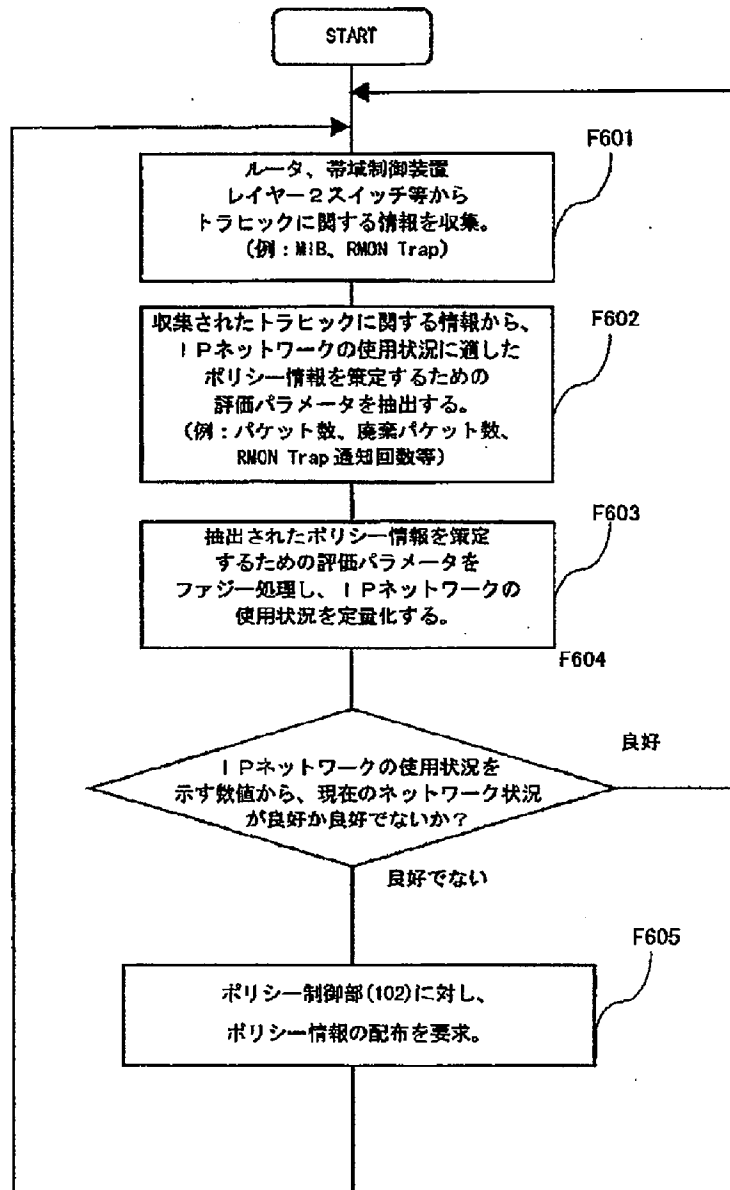 START
F601
ルータ、帯域制御装置
レイヤー2スイッチ等から
トラヒックに関する情報を収集。
(例：MIB、RMON Trap)
F602
収集されたトラヒックに関する情報から、
ＩＰネットワークの使用状況に適した
ポリシー情報を策定するための
評価パラメータを抽出する。
(例：パケット数、廃棄パケット数、
RMON Trap 通知回数等)
F603
抽出されたポリシー情報を策定
するための評価パラメータを
ファジー処理し、ＩＰネットワークの
使用状況を定量化する。
F604
ＩＰネットワークの使用状況を
示す数値から、現在のネットワーク状況
が良好か良好でないか？
良好
良好でない
F605
ポリシー制御部(102)に対し、
ポリシー情報の配布を要求。